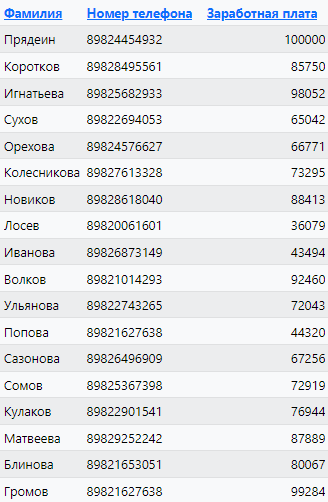 Фамилия Номер телефона Заработная плата
Прядеин 89824454932 100000
Коротков 89828495561 85750
Игнатьева 89825682933 98052
Сухов 89822694053 65042
Орехова 89824576627 66771
Колесникова 89827613328 73295
Новиков 89828618040 88413
Лосев 89820061601 36079
Иванова 89826873149 43494
Волков 89821014293 92460
Ульянова 89822743265 72043
Попова 89821627638 44320
Сазонова 89826496909 67256
Сомов 89825367398 72919
Кулаков 89822901541 76944
Матвеева 89829252242 87889
Блинова 89821653051 80067
Громов 89821627638 99284